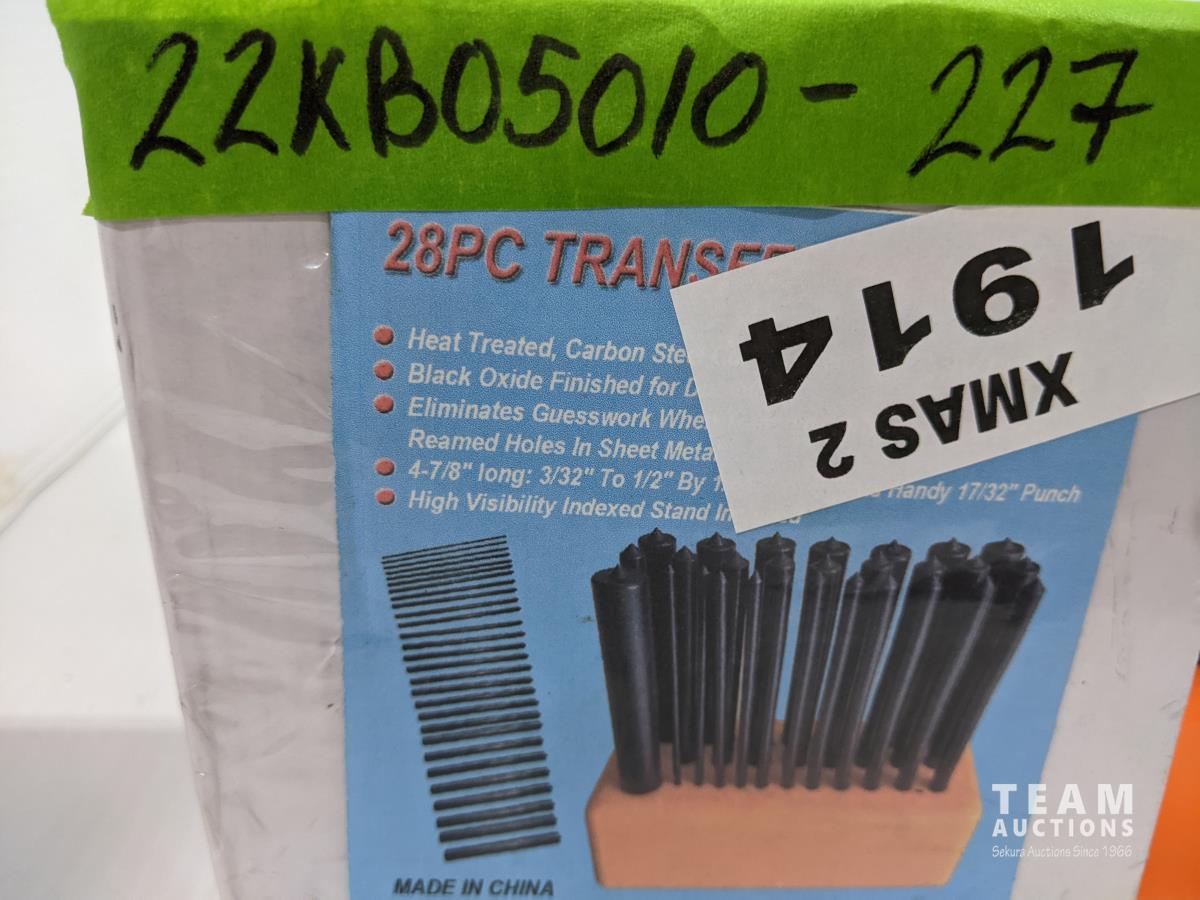 22KB05010 - 227
28PC TRANSFE
XMAS 2
1914
Heat Treated, Carbon Ste
Black Oxide Finished for D
Eliminates Guesswork Whe
Reamed Holes In Sheet Meta
4-7/8" long: 3/32" To 1/2" By 1 Handy 17/32" Punch
High Visibility Indexed Stand In
MADE IN CHINA
TEAM
AUCTIONS
Sekura Auctions Since 1966